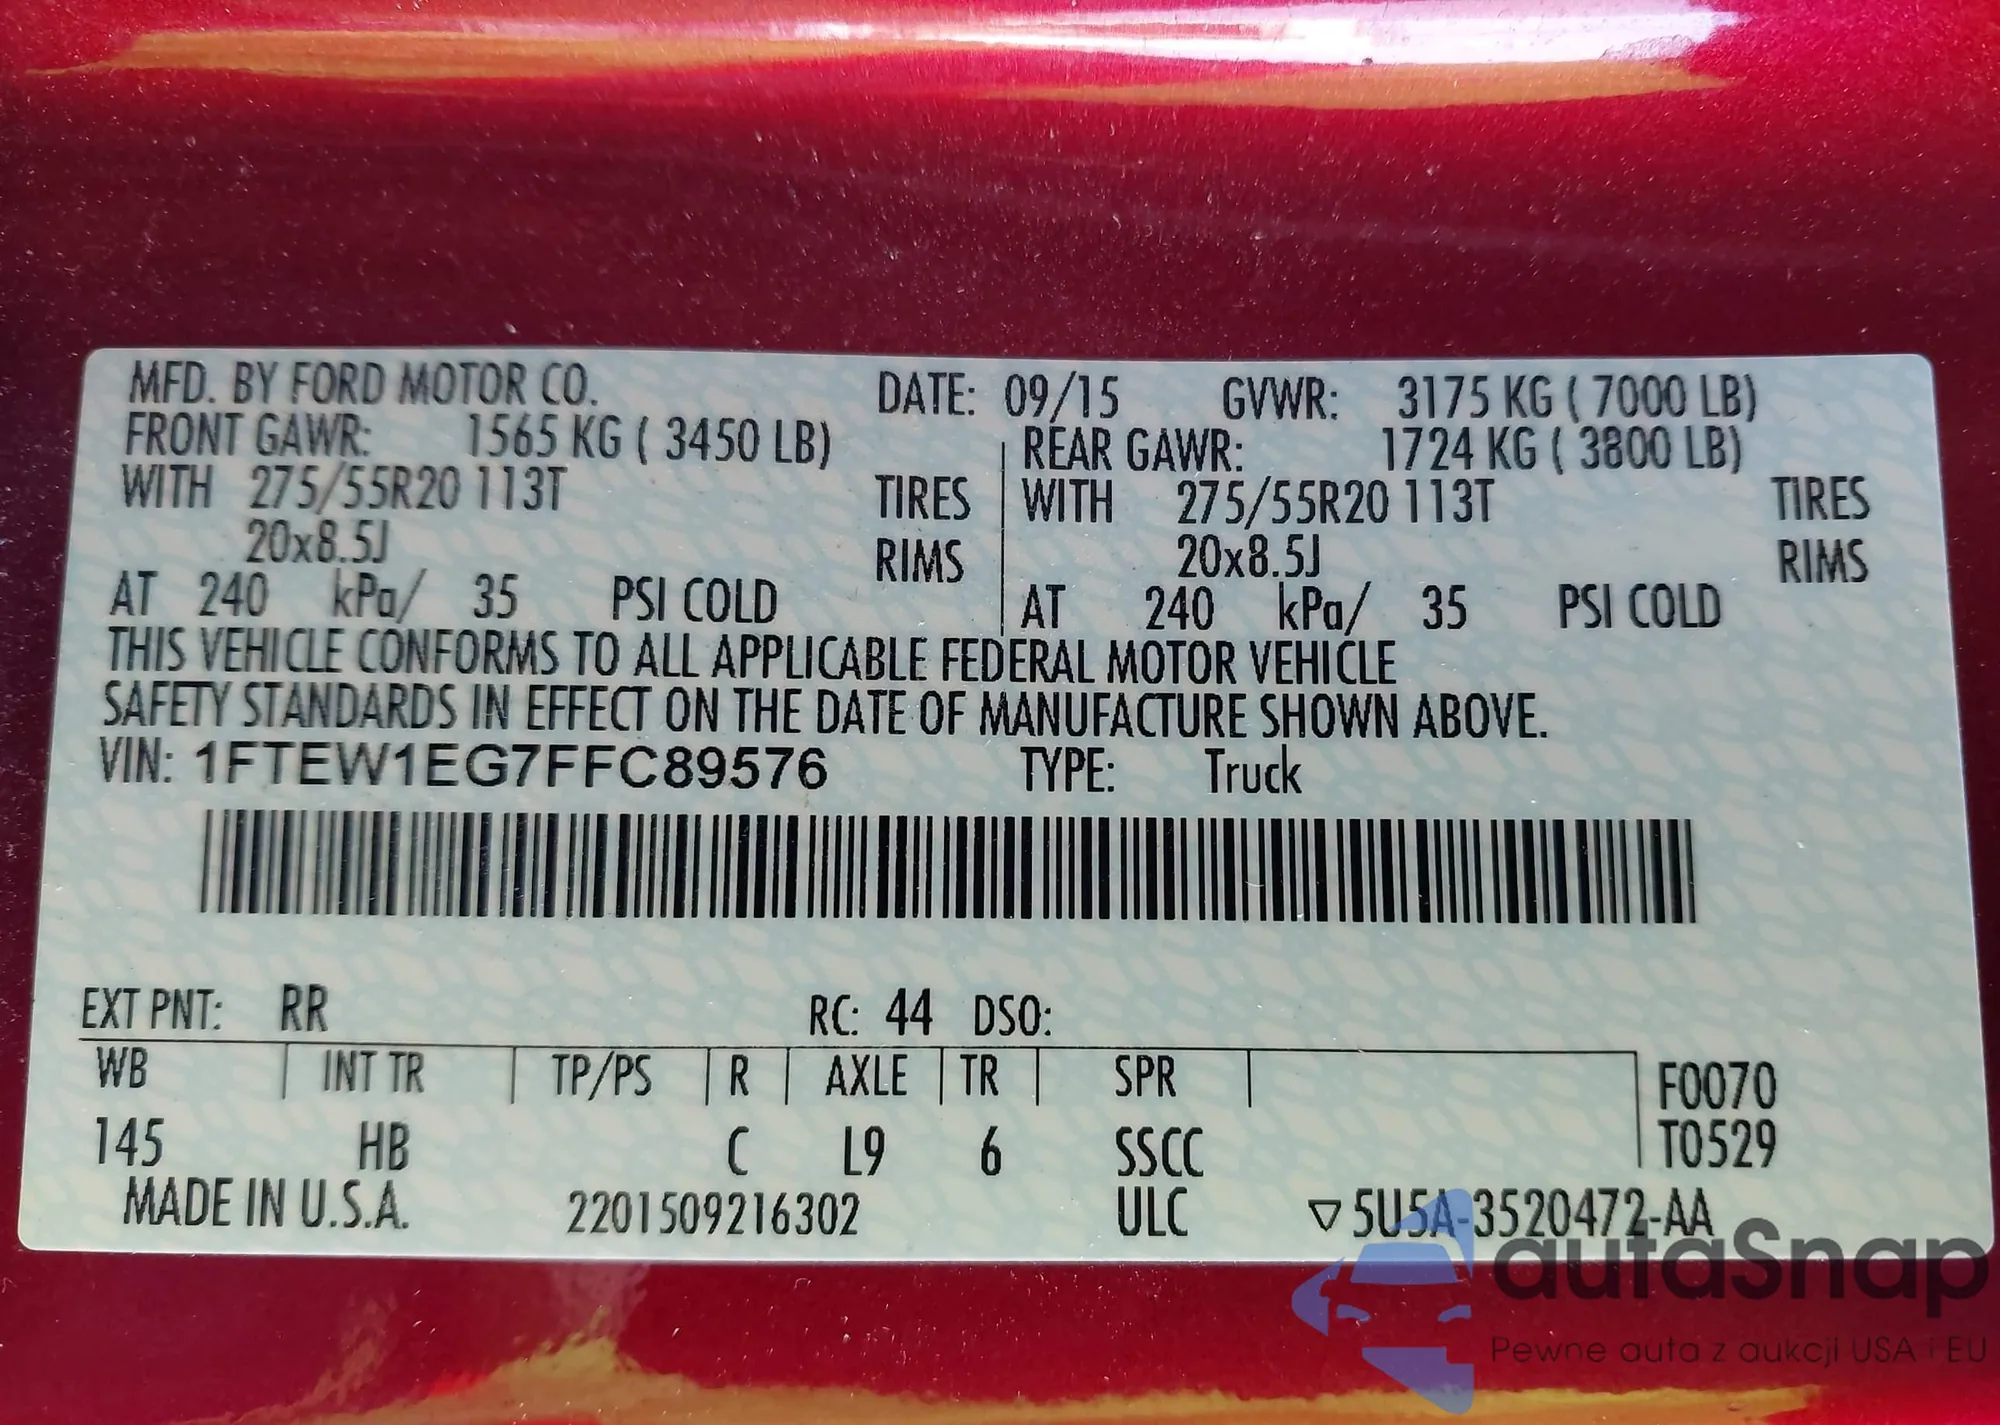 MFD. BY FORD MOTOR CO. DATE: 09/15 GVWR: 3175 KG ( 7000 LB)
FRONT GAWR: 1565 KG ( 3450 LB) REAR GAWR: 1724 KG ( 3800 LB)
WITH 275/55R20 113T TIRES WITH 275/55R20 113T TIRES
20x8.5J RIMS 20x8.5J RIMS
AT 240 kPa/ 35 PSI COLD AT 240 kPa/ 35 PSI COLD
THIS VEHICLE CONFORMS TO ALL APPLICABLE FEDERAL MOTOR VEHICLE
SAFETY STANDARDS IN EFFECT ON THE DATE OF MANUFACTURE SHOWN ABOVE.
VIN: 1FTEW1EG7FFC89576 TYPE: Truck
EXT PNT: RR RC: 44 DSO:
WB INT TR TP/PS R AXLE TR SPR F0070
145 HB C L9 6 SSCC T0529
MADE IN U.S.A. 2201509216302 ULC ▽5U5A-3520472-AA
autaSnap
Pewne auta z aukcji USA i EU